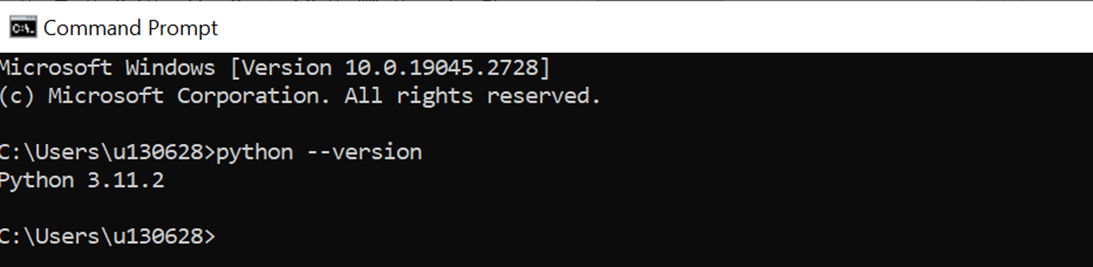 Command Prompt
Microsoft Windows [Version 10.0.19045.2728]
(c) Microsoft Corporation. All rights reserved.
C:\Users\u130628>python --version
Python 3.11.2
C:\Users\u130628>